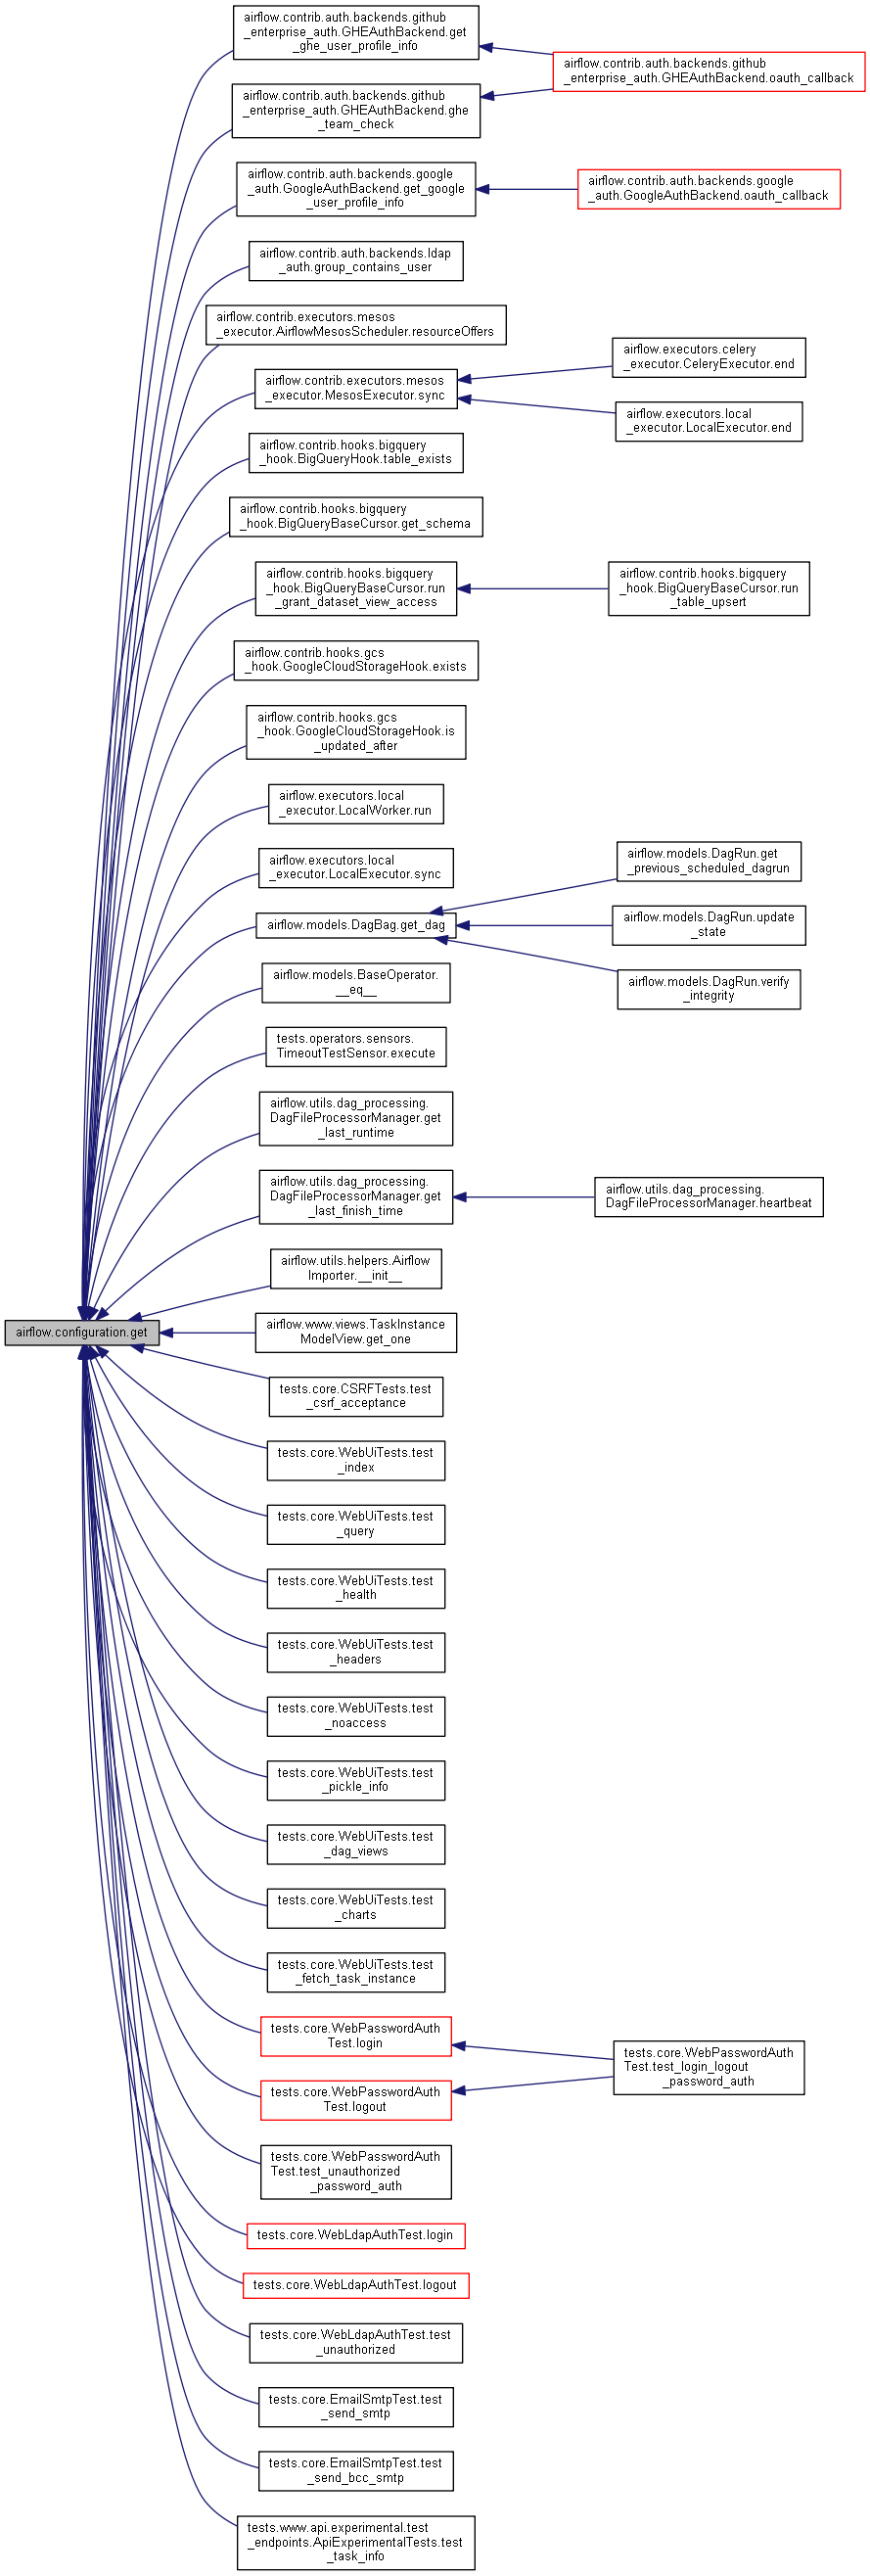 airflow.contrib.auth.backends.github
_enterprise_auth.GHEAuthBackend.get
_ghe_user_profile_info
airflow.contrib.auth.backends.github
_enterprise_auth.GHEAuthBackend.oauth_callback
airflow.contrib.auth.backends.github
_enterprise_auth.GHEAuthBackend.ghe
_team_check
airflow.contrib.auth.backends.google
_auth.GoogleAuthBackend.get_google
_user_profile_info
airflow.contrib.auth.backends.google
_auth.GoogleAuthBackend.oauth_callback
airflow.contrib.auth.backends.ldap
_auth.group_contains_user
airflow.contrib.executors.mesos
_executor.AirflowMesosScheduler.resourceOffers
airflow.contrib.executors.mesos
_executor.MesosExecutor.sync
airflow.executors.celery
_executor.CeleryExecutor.end
airflow.executors.local
_executor.LocalExecutor.end
airflow.contrib.hooks.bigquery
_hook.BigQueryHook.table_exists
airflow.contrib.hooks.bigquery
_hook.BigQueryBaseCursor.get_schema
airflow.contrib.hooks.bigquery
_hook.BigQueryBaseCursor.run
_grant_dataset_view_access
airflow.contrib.hooks.bigquery
_hook.BigQueryBaseCursor.run
_table_upsert
airflow.contrib.hooks.gcs
_hook.GoogleCloudStorageHook.exists
airflow.contrib.hooks.gcs
_hook.GoogleCloudStorageHook.is
_updated_after
airflow.executors.local
_executor.LocalWorker.run
airflow.executors.local
_executor.LocalExecutor.sync
airflow.models.DagBag.get_dag
airflow.models.DagRun.get
_previous_scheduled_dagrun
airflow.models.DagRun.update
_state
airflow.models.DagRun.verify
_integrity
airflow.models.BaseOperator.
__eq__
tests.operators.sensors.
TimeoutTestSensor.execute
airflow.utils.dag_processing.
DagFileProcessorManager.get
_last_runtime
airflow.utils.dag_processing.
DagFileProcessorManager.get
_last_finish_time
airflow.utils.dag_processing.
DagFileProcessorManager.heartbeat
airflow.utils.helpers.Airflow
Importer.__init__
airflow.configuration.get
airflow.www.views.TaskInstance
ModelView.get_one
tests.core.CSRFTests.test
_csrf_acceptance
tests.core.WebUiTests.test
_index
tests.core.WebUiTests.test
_query
tests.core.WebUiTests.test
_health
tests.core.WebUiTests.test
_headers
tests.core.WebUiTests.test
_noaccess
tests.core.WebUiTests.test
_pickle_info
tests.core.WebUiTests.test
_dag_views
tests.core.WebUiTests.test
_charts
tests.core.WebUiTests.test
_fetch_task_instance
tests.core.WebPasswordAuth
Test.login
tests.core.WebPasswordAuth
Test.logout
tests.core.WebPasswordAuth
Test.test_login_logout
_password_auth
tests.core.WebPasswordAuth
Test.test_unauthorized
_password_auth
tests.core.WebLdapAuthTest.login
tests.core.WebLdapAuthTest.logout
tests.core.WebLdapAuthTest.test
_unauthorized
tests.core.EmailSmtpTest.test
_send_smtp
tests.core.EmailSmtpTest.test
_send_bcc_smtp
tests.www.api.experimental.test
_endpoints.ApiExperimentalTests.test
_task_info